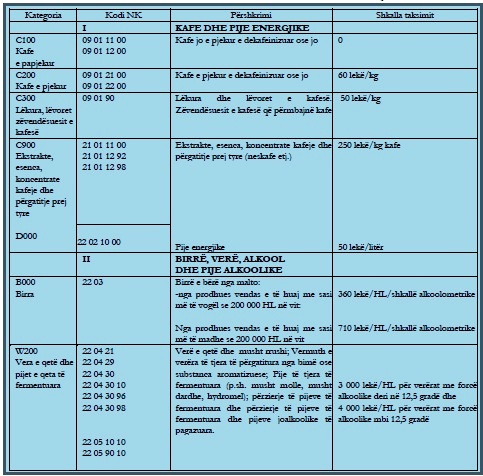 Kategoria Kodi NK Përshkrimi Shkalla taksimit
I KAFE DHE PIJE ENERGJIKE
C100 09 01 11 00 Kafe jo e pjekur e dekafeinizuar ose jo 0
Kafe 09 01 12 00
e papjekur
C200 09 01 21 00 Kafe e pjekur e dekafeinizuar ose jo 60 lekë/kg
Kafe e pjekur 09 01 22 00
C300 09 01 90 Lëkura dhe lëvoret e kafesë. 50 lekë/kg
Lëkura, lëvoret Zëvendësuesit e kafesë që përmbajnë kafe
zëvendësuesit e
kafesë
C900 21 01 11 00 Ekstrakte, esenca, koncentrate kafeje dhe 250 lekë/kg kafe
Ekstrakte, 21 01 12 92 përgatitje prej tyre (neskafe etj.)
esenca, 21 01 12 98
koncentrate
kafeje dhe
përgatitje prej
tyre
D000
22 02 10 00 Pije energjike 50 lekë/litër
II BIRRË, VERË, ALKOOL
DHE PIJE ALKOOLIKE
B000 22 03 Birrë e bërë nga malto:
Birra -nga prodhues vendas e të huaj me sasi 360 lekë/HL/shkallë alkoolometrike
më të vogël se 200 000 HL në vit:
Nga prodhues vendas e të huaj me sasi 710 lekë/HL/shkallë alkoolometrike
më të madhe se 200 000 HL në vit
W200 22 04 21 Verë e qetë dhe musht rrushi; Vermuth e
Vera e qetë dhe 22 04 29 verëra të tjera të përgatitura nga bimë ose
pijet e qeta të 22 04 30 substanca aromatizuese; Pije të tjera të
fermentuara 22 04 30 10 fermentuara (p.sh. musht molle, musht 3 000 lekë/HL për verërat me forcë
22 04 30 96 dardhe, hydromel); përzierje të pijeve të alkoolike deri në 12,5 gradë dhe
22 04 30 98 fermentuara dhe përzierje të pijeve të 4 000 lekë/HL për verërat me forcë
fermentuara dhe pijeve joalkoolike të alkoolike mbi 12,5 gradë
22 05 10 10 pagazuara.
22 05 90 10